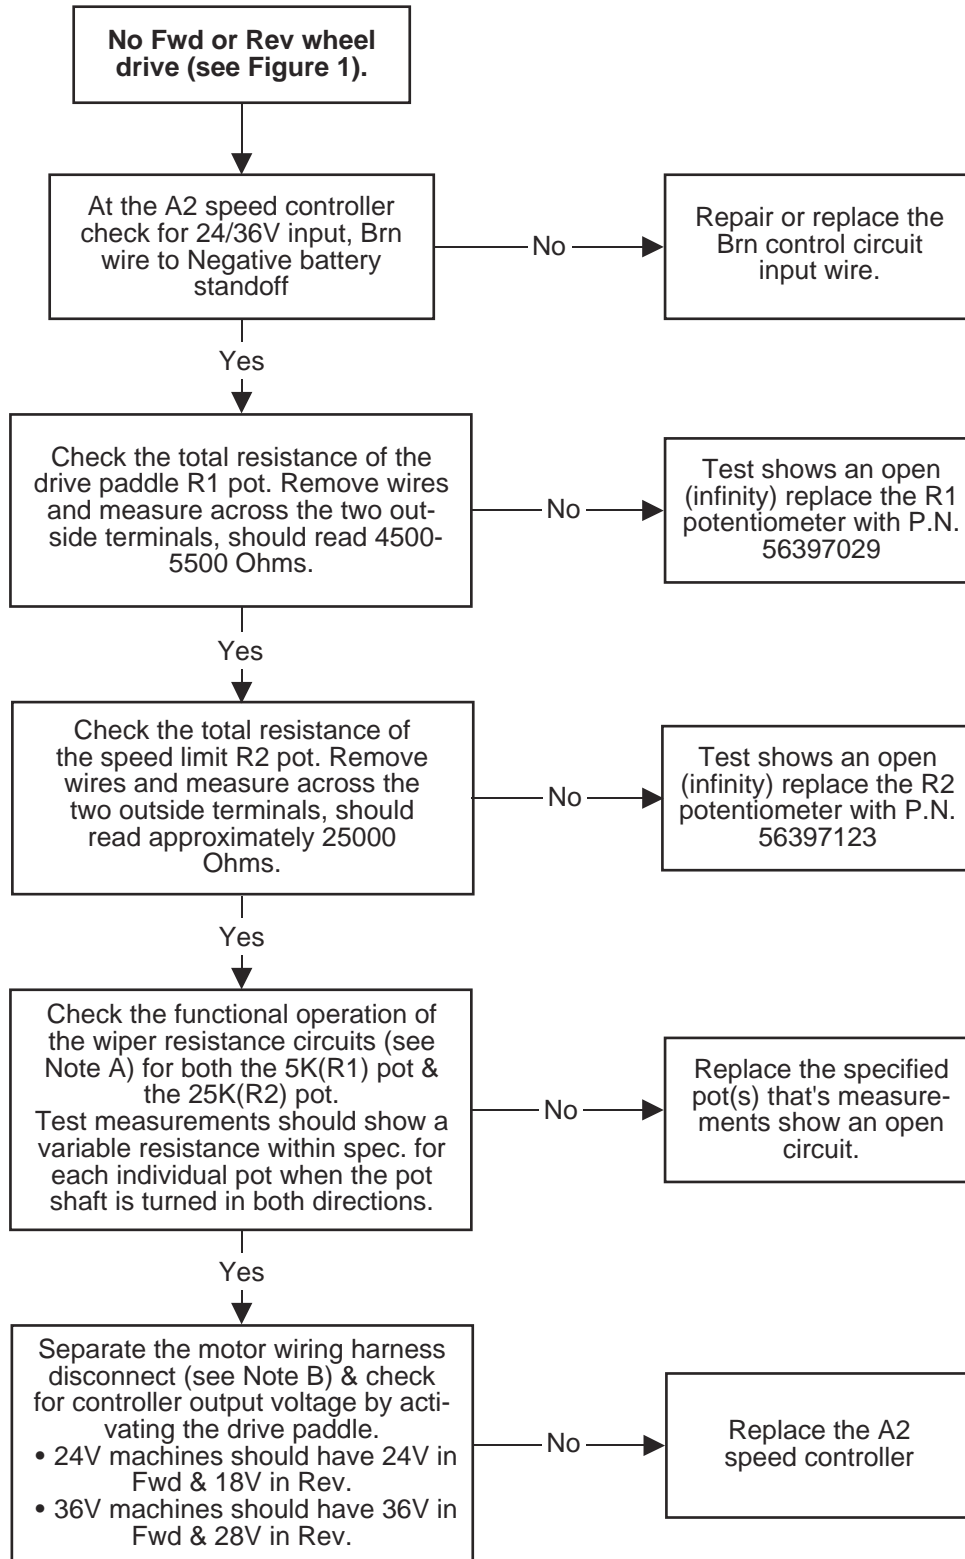 No Fwd or Rev wheel
drive (see Figure 1).
At the A2 speed controller
check for 24/36V input, Brn
wire to Negative battery
standoff
No
Repair or replace the
Brn control circuit
input wire.
Yes
Check the total resistance of the
drive paddle R1 pot. Remove wires
and measure across the two out-
side terminals, should read 4500-
5500 Ohms.
No
Test shows an open
(infinity) replace the R1
potentiometer with P.N.
56397029
Yes
Check the total resistance of
the speed limit R2 pot. Remove
wires and measure across the
two outside terminals, should
read approximately 25000
Ohms.
No
Test shows an open
(infinity) replace the R2
potentiometer with P.N.
56397123
Yes
Check the functional operation of
the wiper resistance circuits (see
Note A) for both the 5K(R1) pot &
the 25K(R2) pot.
Test measurements should show a
variable resistance within spec. for
each individual pot when the pot
shaft is turned in both directions.
No
Replace the specified
pot(s) that's measure-
ments show an open
circuit.
Yes
Separate the motor wiring harness
disconnect (see Note B) & check
for controller output voltage by acti-
vating the drive paddle.
• 24V machines should have 24V in
Fwd & 18V in Rev.
• 36V machines should have 36V in
Fwd & 28V in Rev.
No
Replace the A2
speed controller